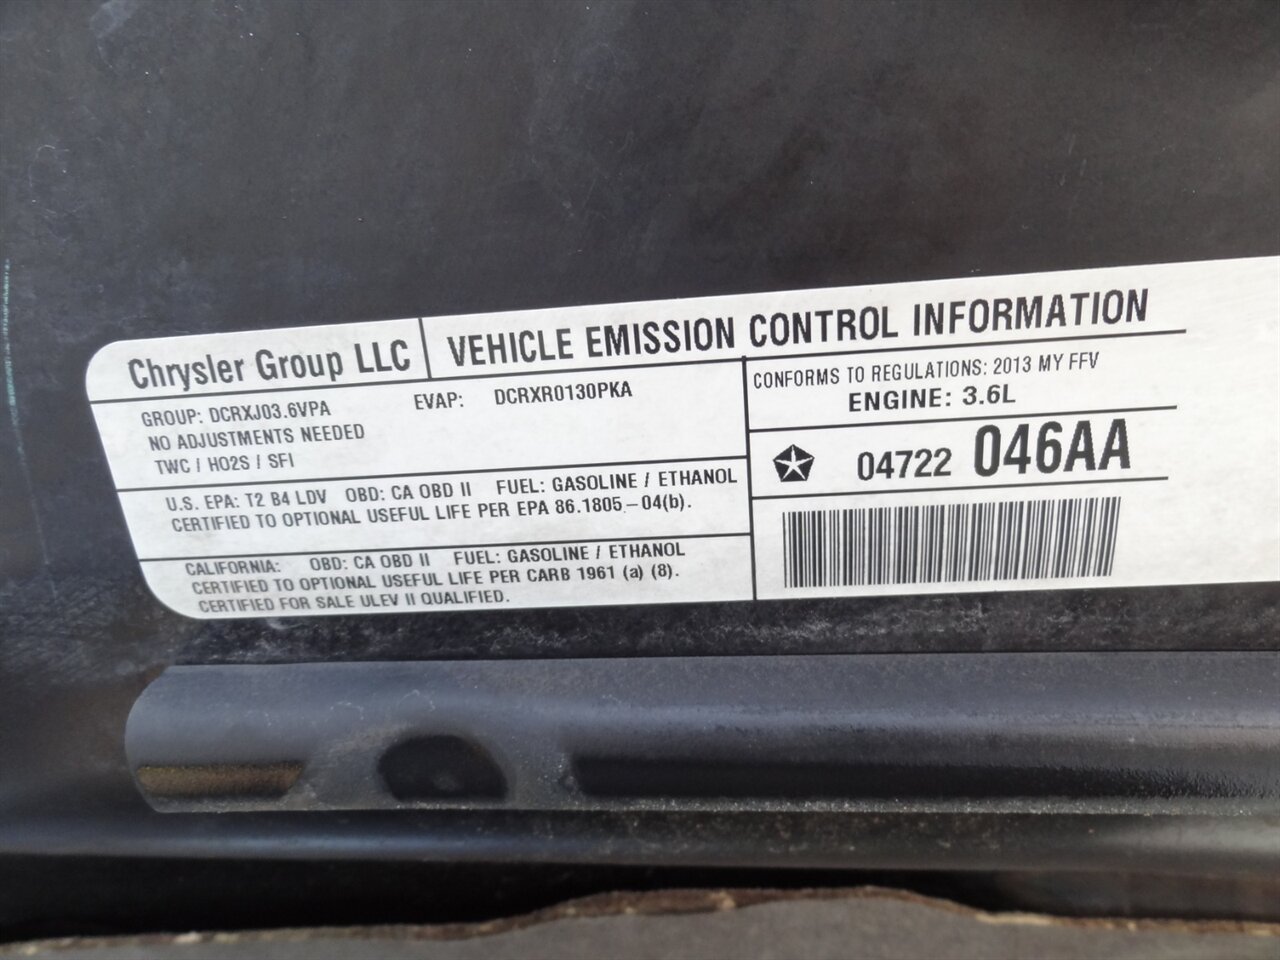 Chrysler Group LLC
VEHICLE EMISSION CONTROL INFORMATION
GROUP: DCRXJ03.6VPA EVAP: DCRXR0130PKA
NO ADJUSTMENTS NEEDED
TWC / HO2S / SFI
U.S. EPA: T2 B4 LDV OBD: CA OBD II FUEL: GASOLINE / ETHANOL
CERTIFIED TO OPTIONAL USEFUL LIFE PER EPA 86.1805-04(b).
CALIFORNIA: OBD: CA OBD II FUEL: GASOLINE / ETHANOL
CERTIFIED TO OPTIONAL USEFUL LIFE PER CARB 1961 (a) (8).
CERTIFIED FOR SALE ULEV II QUALIFIED.
CONFORMS TO REGULATIONS: 2013 MY FFV
ENGINE: 3.6L
04722 046AA